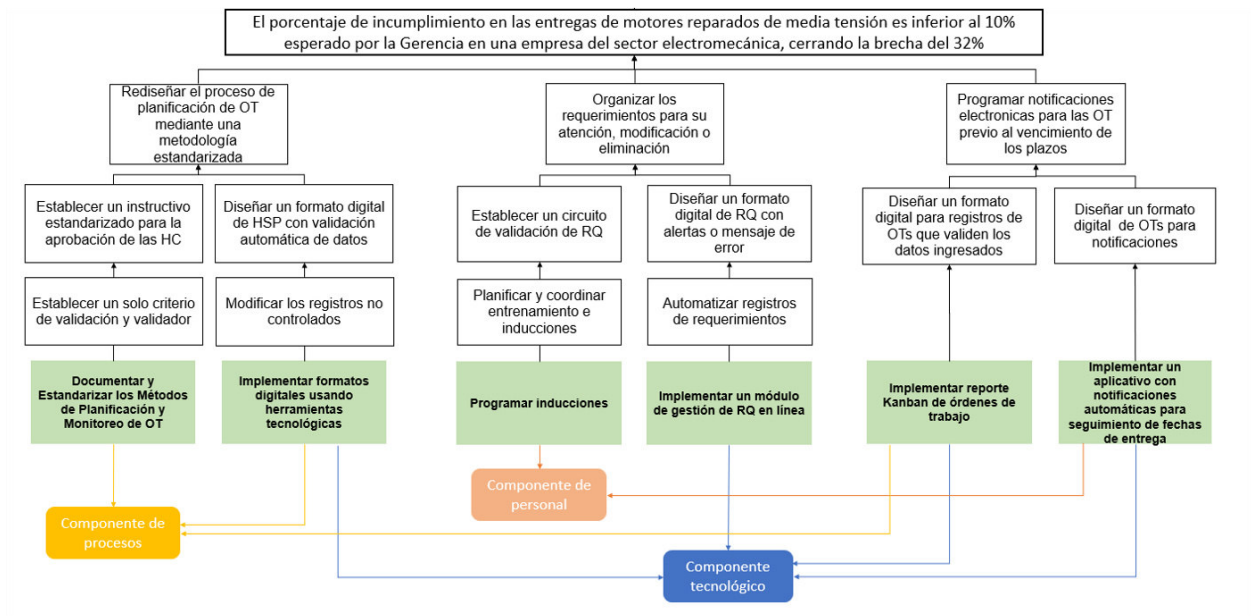 El porcentaje de incumplimiento en las entregas de motores reparados de media tensión es inferior al 10%
esperado por la Gerencia en una empresa del sector electromecánica, cerrando la brecha del 32%
Rediseñar el proceso de
planificación de OT
mediante una
metodología
estandarizada
Organizar los
requerimientos para su
atención, modificación o
eliminación
Programar notificaciones
electronicas para las OT
previo al vencimiento de
los plazos
Establecer un instructivo
estandarizado para la
aprobación de las HC
Diseñar un formato digital
de HSP con validación
automática de datos
Establecer un circuito
de validación de RQ
Diseñar un formato
digital de RQ con
alertas o mensaje de
error
Diseñar un formato
digital para registros de
OTs que validen los
datos ingresados
Diseñar un formato
digital de OTs para
notificaciones
Establecer un solo criterio
de validación y validador
Modificar los registros no
controlados
Planificar y coordinar
entrenamiento e
inducciones
Automatizar registros
de requerimientos
Documentar y
Estandarizar los Métodos
de Planificación y
Monitoreo de OT
Implementar formatos
digitales usando
herramientas
tecnológicas
Programar inducciones
Implementar un módulo
de gestión de RQ en línea
Implementar reporte
Kanban de órdenes de
trabajo
Implementar un
aplicativo con
notificaciones
automáticas para
seguimiento de fechas
de entrega
Componente de
personal
Componente de
procesos
Componente
tecnológico